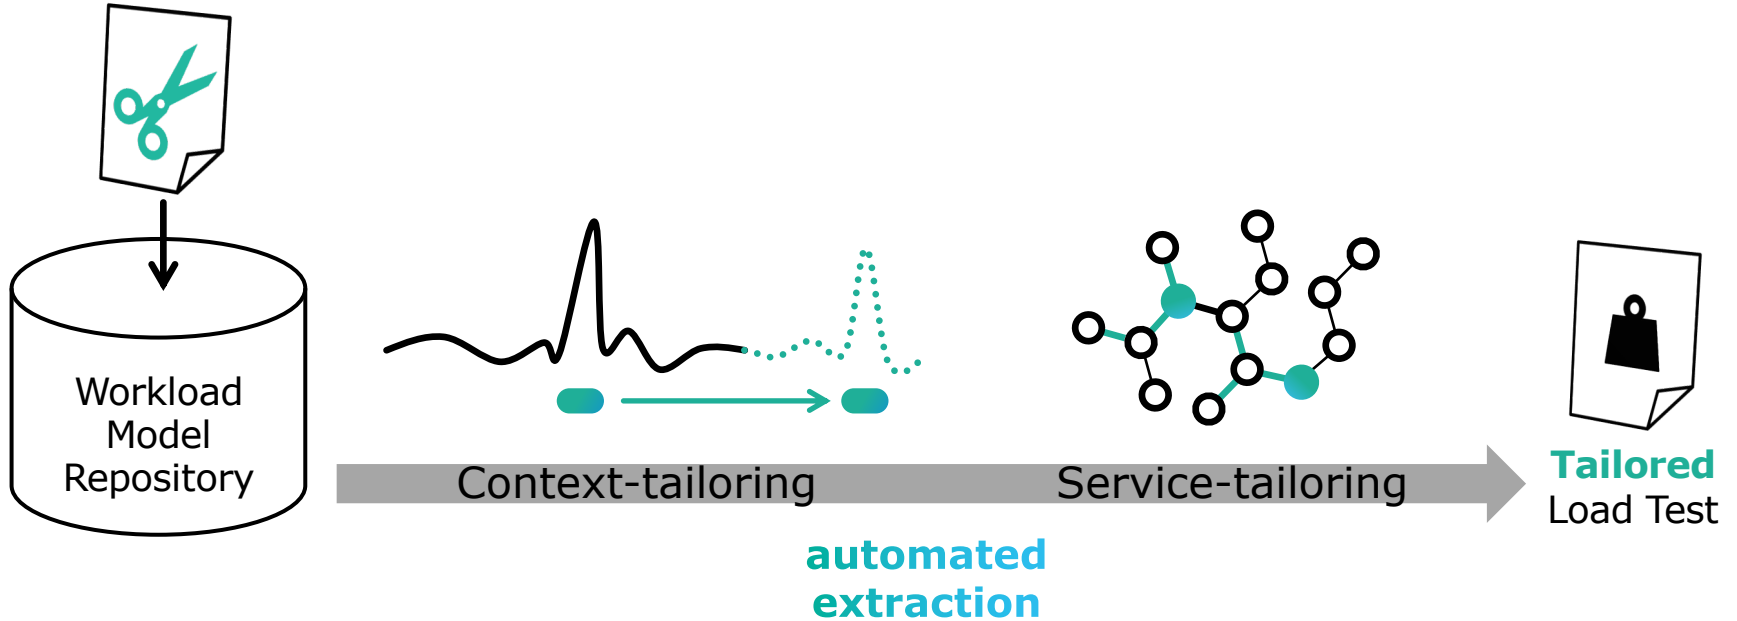 Workload
Model
Repository
Context-tailoring
Service-tailoring
Tailored
Load Test
automated
extraction